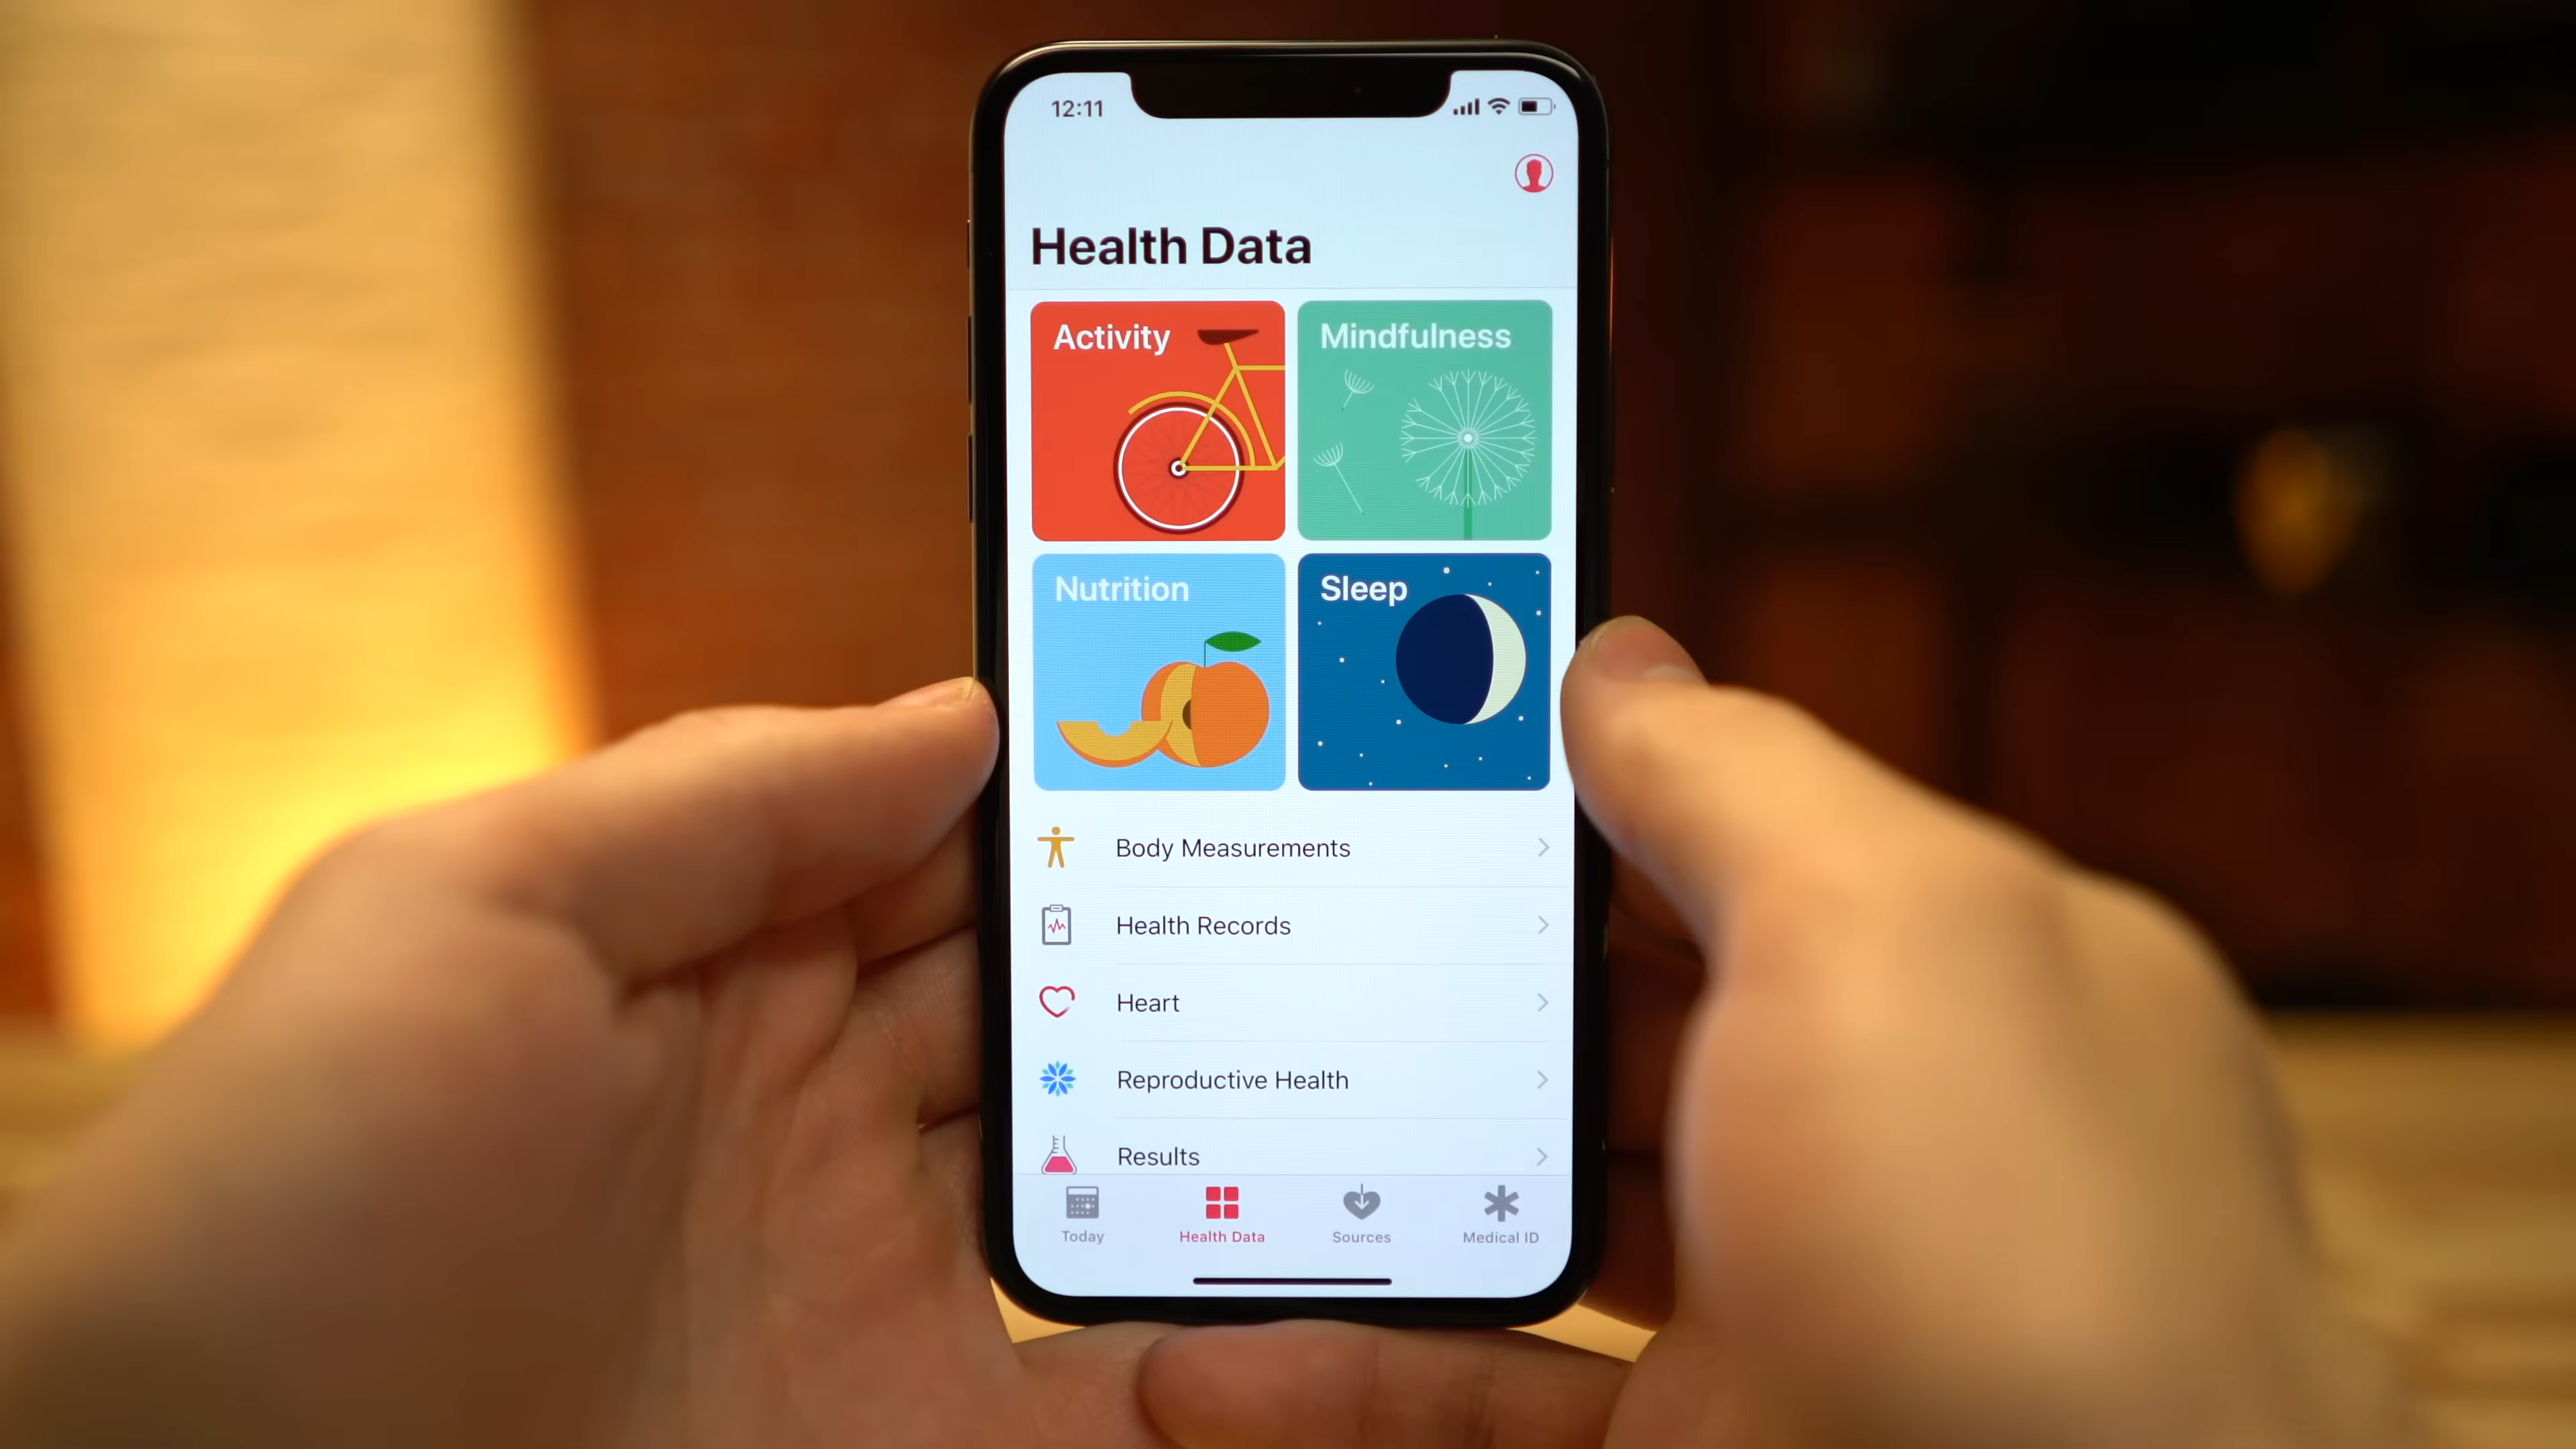 12:11
Health Data
Activity
Mindfulness
Nutrition
Sleep
Body Measurements
Health Records
Heart
Reproductive Health
Results
Today
Health Data
Sources
Medical ID